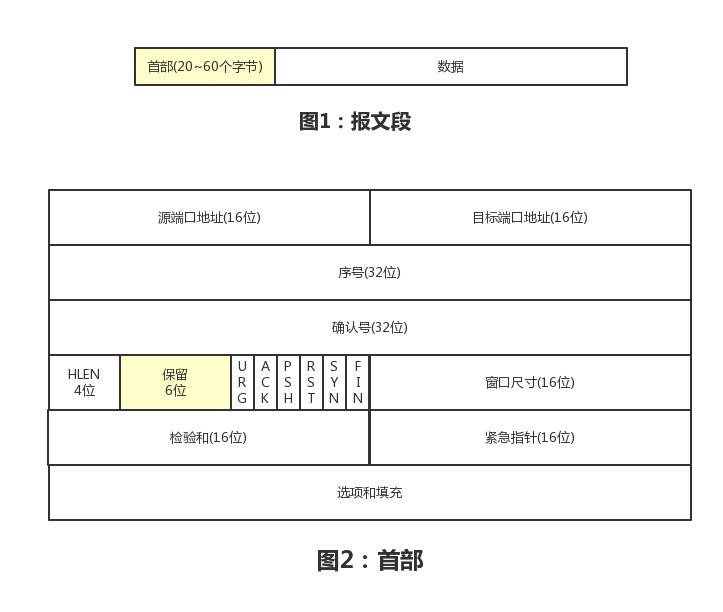 首部(20~60个字节)
数据
图1：报文段
源端口地址(16位)
目标端口地址(16位)
序号(32位)
确认号(32位)
HLEN
4位
保留
6位
URG
ACK
PSH
RST
SYN
FIN
窗口尺寸(16位)
检验和(16位)
紧急指针(16位)
选项和填充
图2：首部